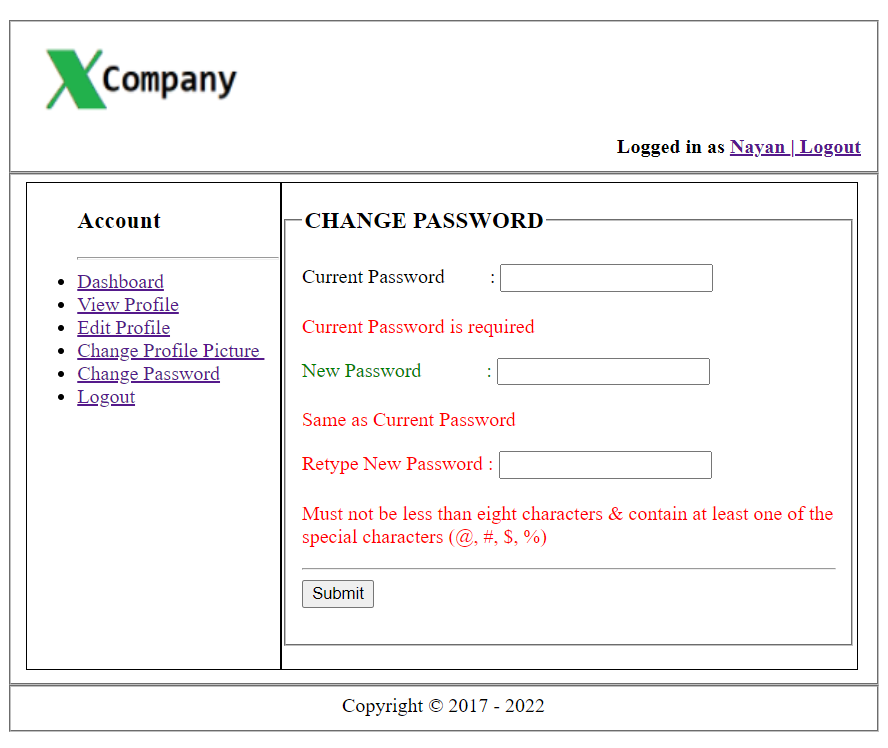 XCompany
Logged in as Nayan | Logout
Account
Dashboard
View Profile
Edit Profile
Change Profile Picture
Change Password
Logout
CHANGE PASSWORD
Current Password :
Current Password is required
New Password :
Same as Current Password
Retype New Password :
Must not be less than eight characters & contain at least one of the
special characters (@, #, $, %)
Submit
Copyright © 2017 - 2022